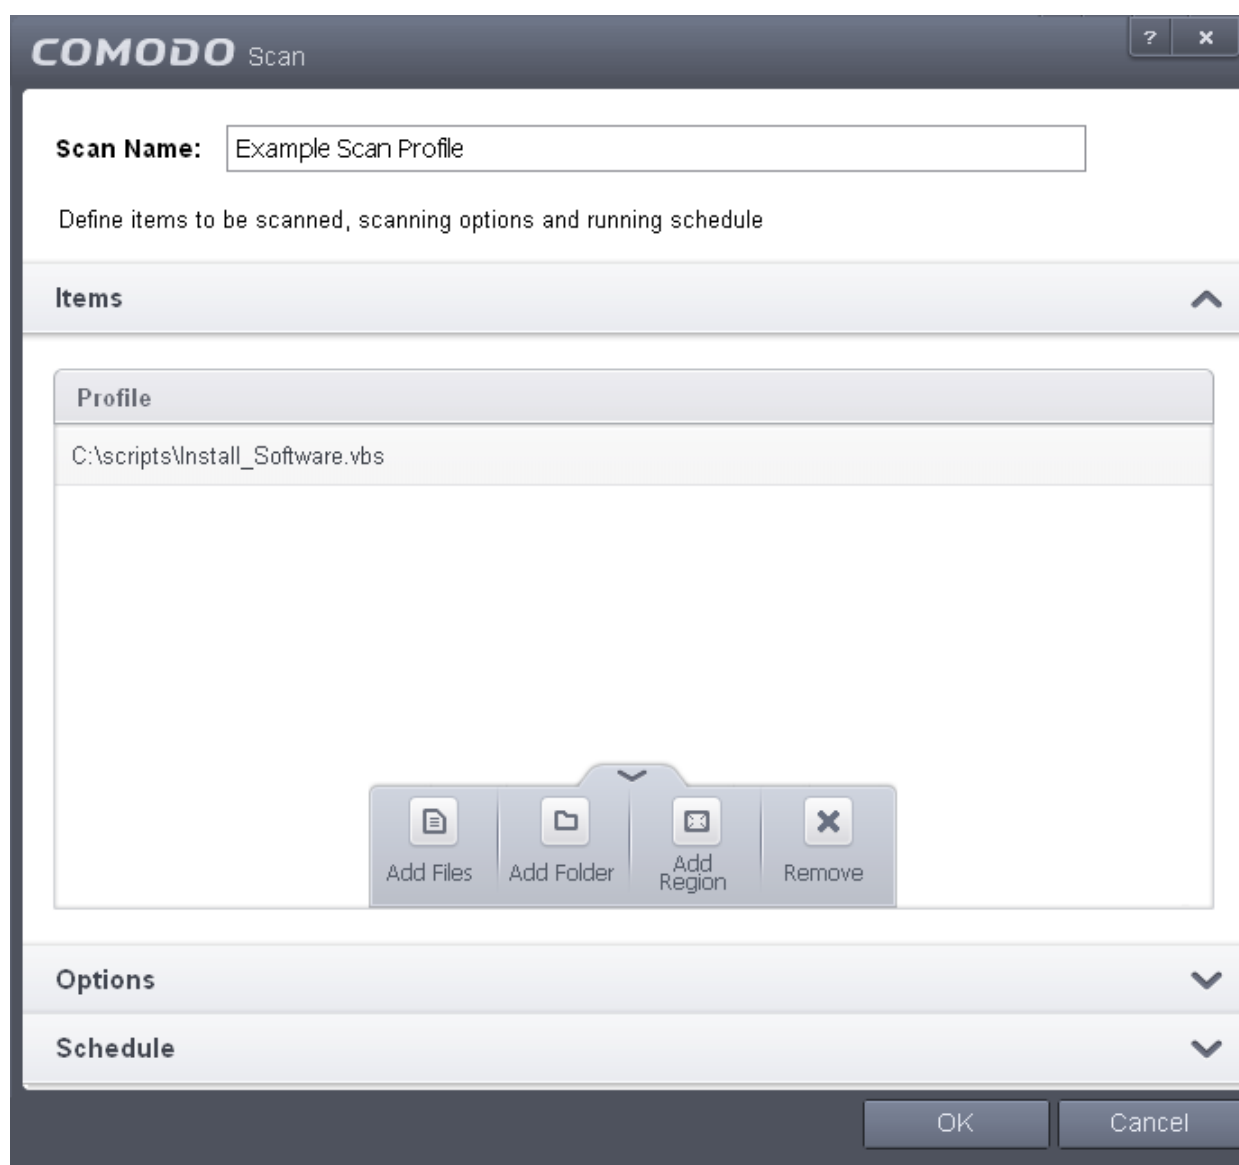 COMODO Scan
? x
Scan Name: Example Scan Profile
Define items to be scanned, scanning options and running schedule
Items
Profile
C:\scripts\Install_Software.vbs
Add Files
Add Folder
Add
Region
Remove
Options
Schedule
OK
Cancel